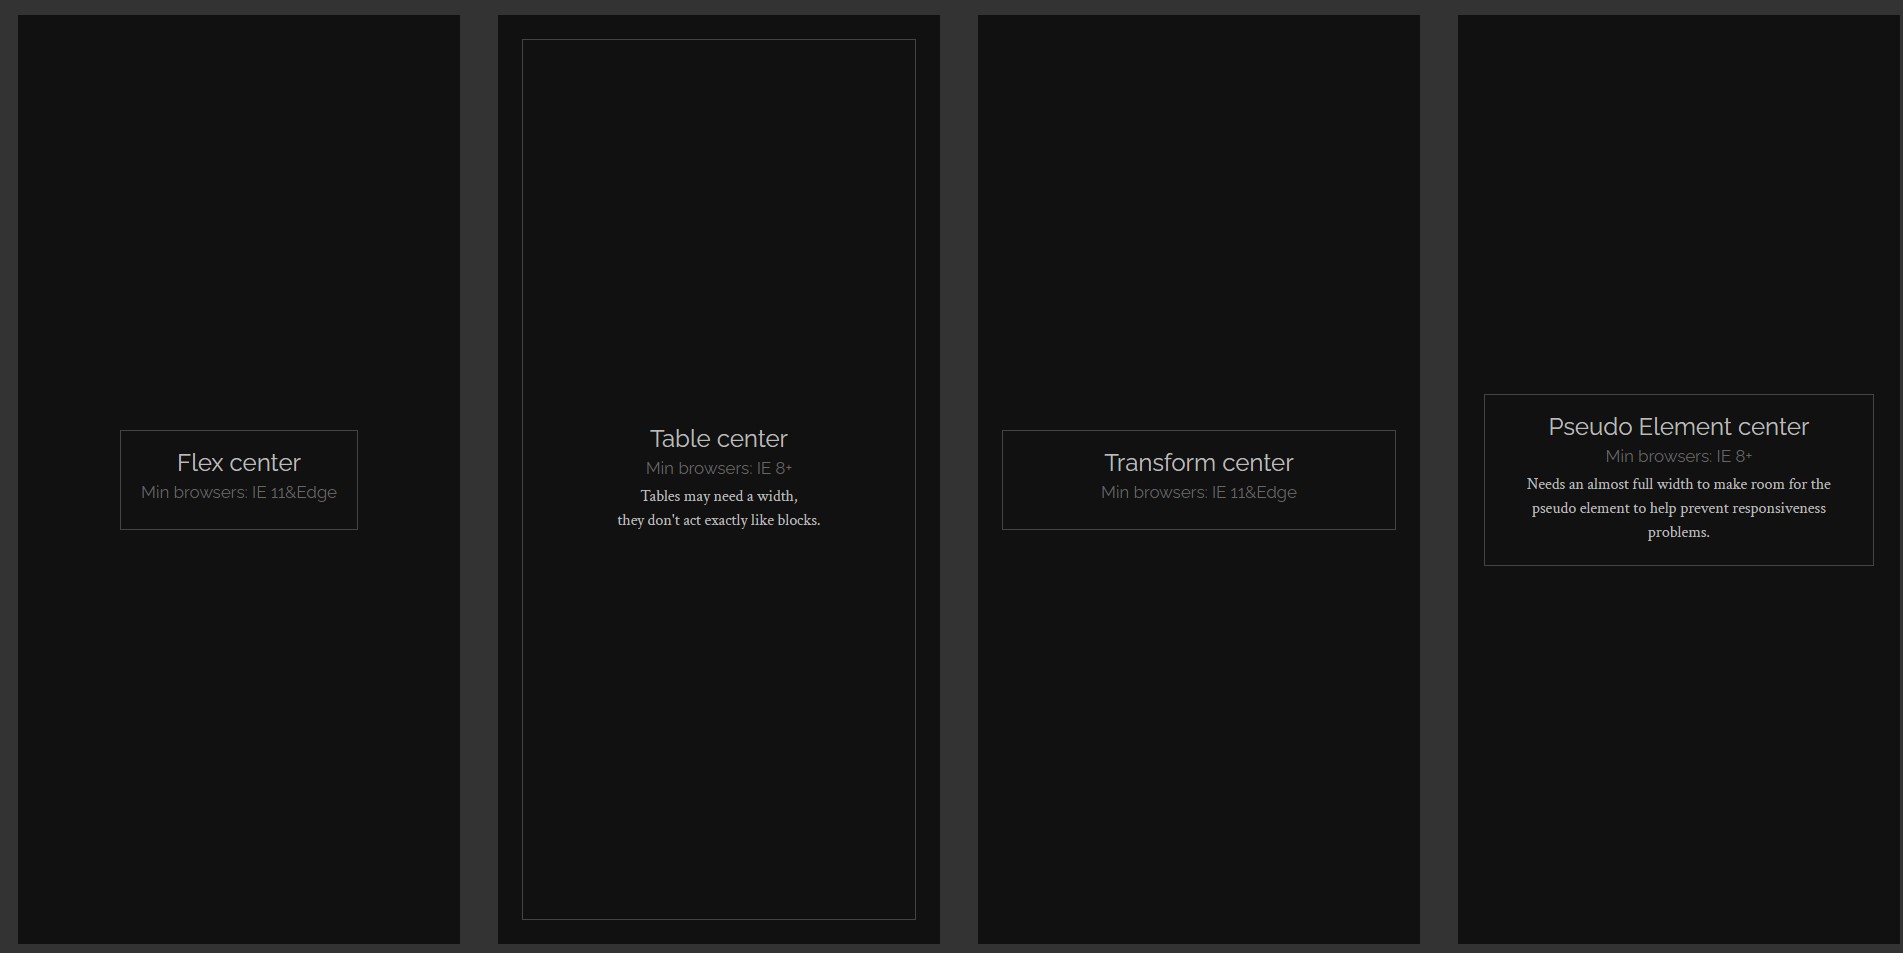 Flex center
Min browsers: IE 11&Edge
Table center
Min browsers: IE 8+
Tables may need a width,
they don't act exactly like blocks.
Transform center
Min browsers: IE 11&Edge
Pseudo Element center
Min browsers: IE 8+
Needs an almost full width to make room for the
pseudo element to help prevent responsiveness
problems.